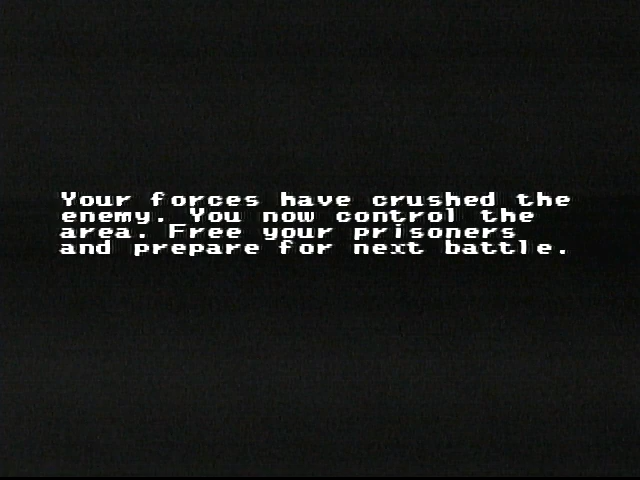 Your forces have crushed the
enemy. You now control the
area. Free your prisoners
and prepare for next battle.